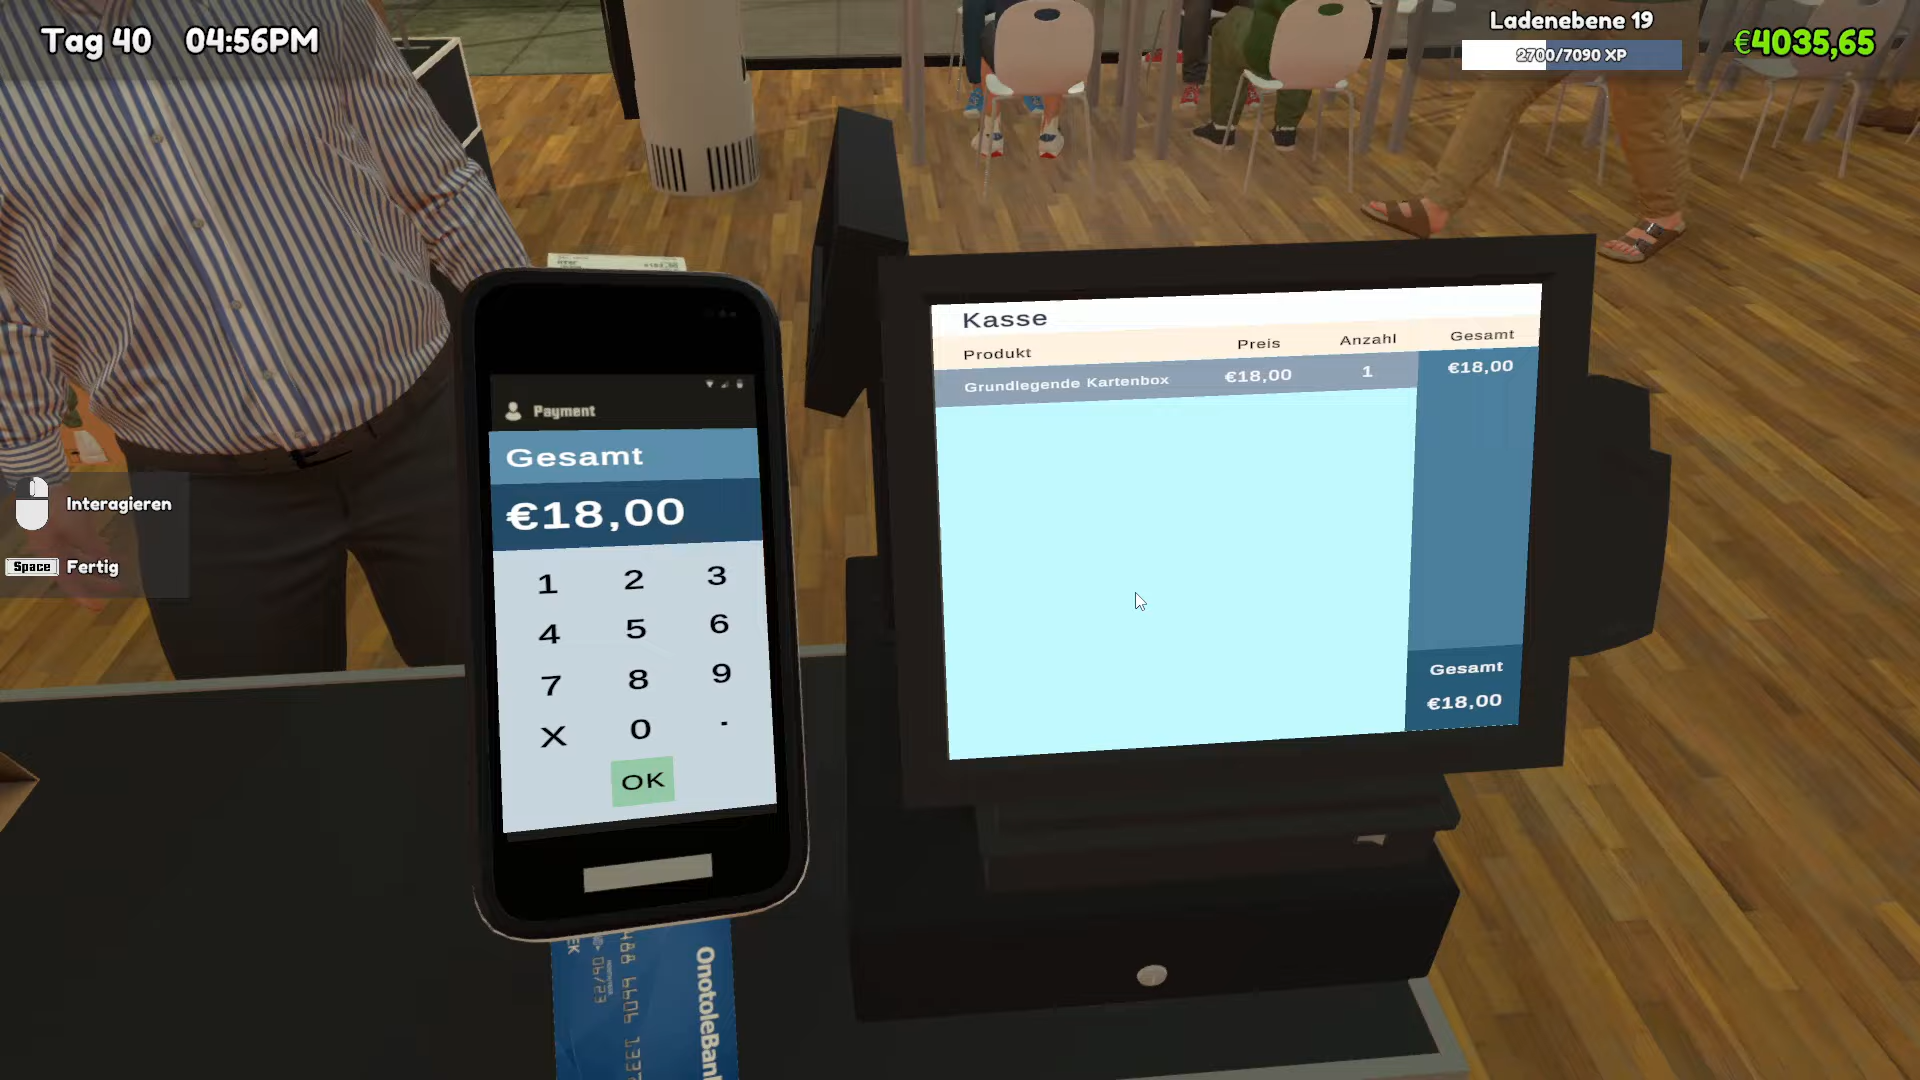 Tag 40 04:56PM
Ladenebene 19
2700/7090 XP
€4035,65
Interagieren
Space Fertig
Payment
Gesamt
€18,00
1 2 3
4 5 6
7 8 9
X 0 .
OK
Kasse
Produkt Preis Anzahl Gesamt
Grundlegende Kartenbox €18,00 1 €18,00
Gesamt
€18,00
OnotoleBank